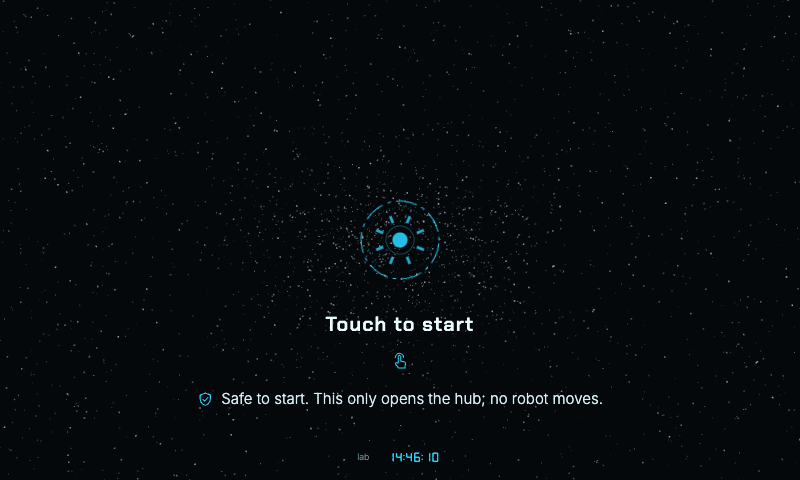 Touch to start
Safe to start. This only opens the hub; no robot moves.
lab 14:46:10